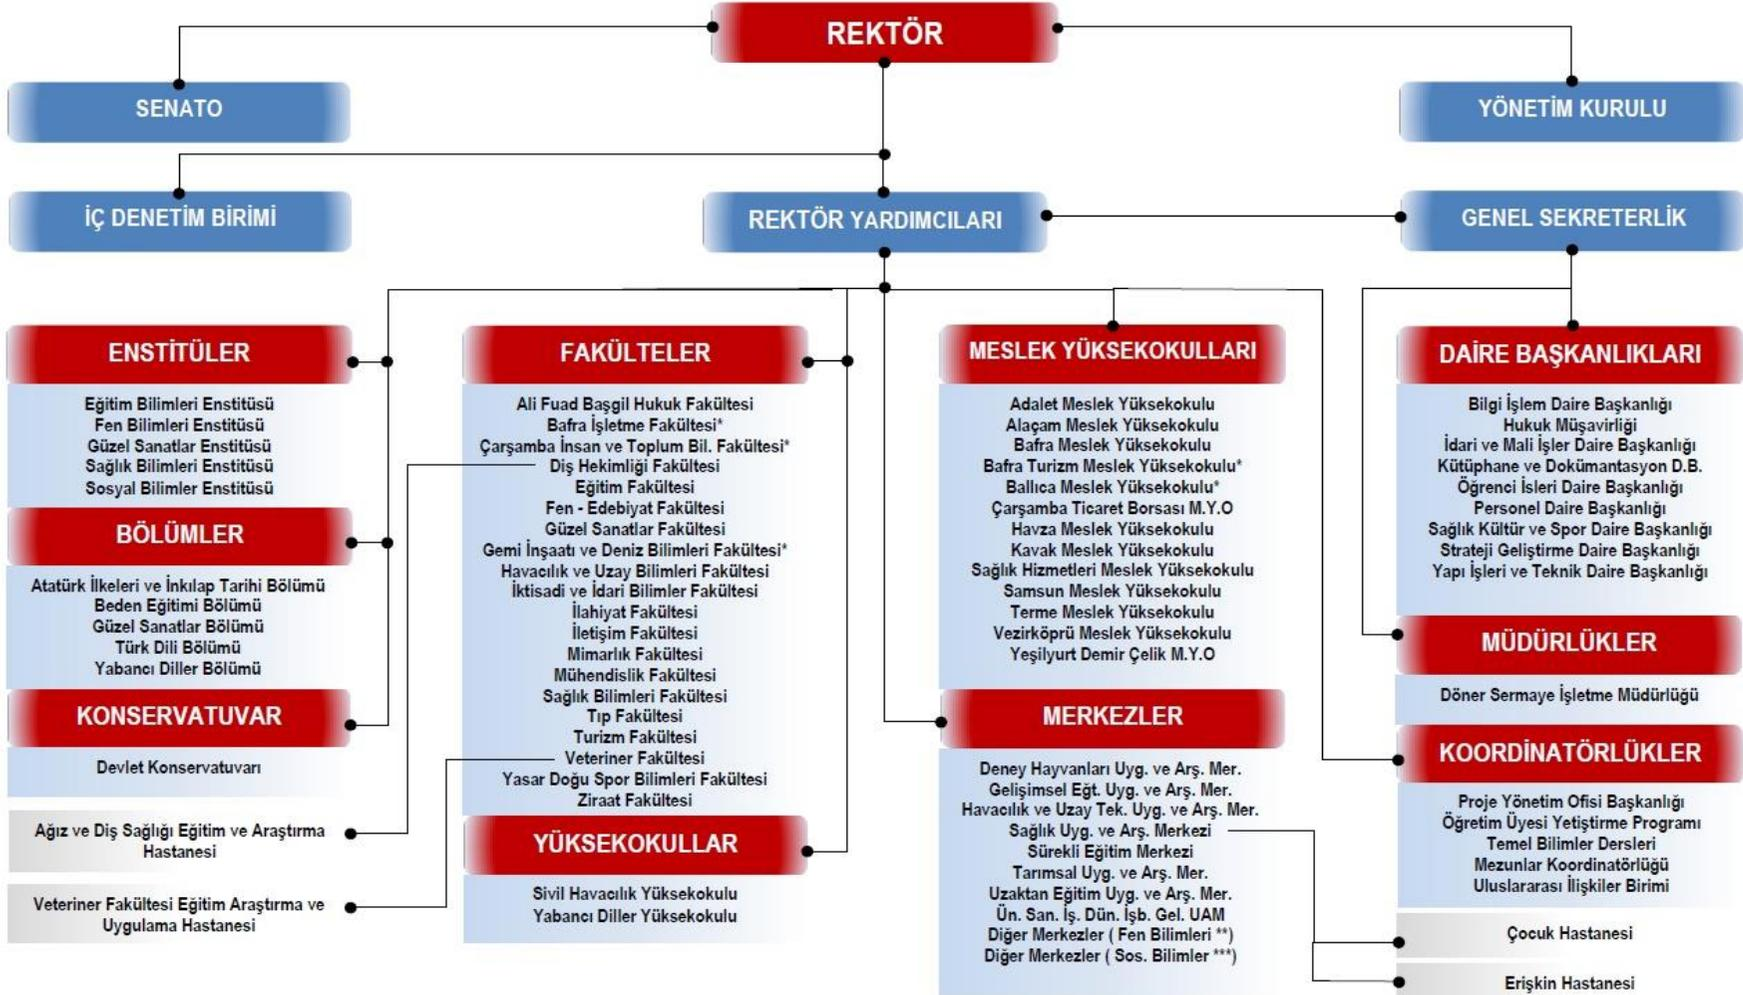 REKTÖR
SENATO
YÖNETİM KURULU
İÇ DENETİM BİRİMİ
REKTÖR YARDIMCILARI
GENEL SEKRETERLİK
ENSTİTÜLER
Eğitim Bilimleri Enstitüsü
Fen Bilimleri Enstitüsü
Güzel Sanatlar Enstitüsü
Sağlık Bilimleri Enstitüsü
Sosyal Bilimler Enstitüsü
BÖLÜMLER
Atatürk İlkeleri ve İnkılap Tarihi Bölümü
Beden Eğitimi Bölümü
Güzel Sanatlar Bölümü
Türk Dili Bölümü
Yabancı Diller Bölümü
KONSERVATUVAR
Devlet Konservatuvarı
Ağız ve Diş Sağlığı Eğitim ve Araştırma
Hastanesi
Veteriner Fakültesi Eğitim Araştırma ve
Uygulama Hastanesi
FAKÜLTELER
Ali Fuad Başgil Hukuk Fakültesi
Bafra İşletme Fakültesi*
Çarşamba İnsan ve Toplum Bil. Fakültesi*
Diş Hekimliği Fakültesi
Eğitim Fakültesi
Fen - Edebiyat Fakültesi
Güzel Sanatlar Fakültesi
Gemi İnşaatı ve Deniz Bilimleri Fakültesi*
Havacılık ve Uzay Bilimleri Fakültesi
İktisadi ve İdari Bilimler Fakültesi
İlahiyat Fakültesi
İletişim Fakültesi
Mimarlık Fakültesi
Mühendislik Fakültesi
Sağlık Bilimleri Fakültesi
Tıp Fakültesi
Turizm Fakültesi
Veteriner Fakültesi
Yasar Doğu Spor Bilimleri Fakültesi
Ziraat Fakültesi
YÜKSEKOKULLAR
Sivil Havacılık Yüksekokulu
Yabancı Diller Yüksekokulu
MESLEK YÜKSEKOKULLARI
Adalet Meslek Yüksekokulu
Alaçam Meslek Yüksekokulu
Bafra Meslek Yüksekokulu
Bafra Turizm Meslek Yüksekokulu*
Ballıca Meslek Yüksekokulu*
Çarşamba Ticaret Borsası M.Y.O
Havza Meslek Yüksekokulu
Kavak Meslek Yüksekokulu
Sağlık Hizmetleri Meslek Yüksekokulu
Samsun Meslek Yüksekokulu
Terme Meslek Yüksekokulu
Vezirköprü Meslek Yüksekokulu
Yeşilyurt Demir Çelik M.Y.O
MERKEZLER
Deney Hayvanları Uyg. ve Arş. Mer.
Gelişimsel Eğt. Uyg. ve Arş. Mer.
Havacılık ve Uzay Tek. Uyg. ve Arş. Mer.
Sağlık Uyg. ve Arş. Merkezi
Sürekli Eğitim Merkezi
Tarımsal Uyg. ve Arş. Mer.
Uzaktan Eğitim Uyg. ve Arş. Mer.
Ün. San. İş. Dün. İşb. Gel. UAM
Diğer Merkezler ( Fen Bilimleri **)
Diğer Merkezler ( Sos. Bilimler ***)
DAİRE BAŞKANLIKLARI
Bilgi İşlem Daire Başkanlığı
Hukuk Müşavirliği
İdari ve Mali İşler Daire Başkanlığı
Kütüphane ve Dokümantasyon D.B.
Öğrenci İsleri Daire Başkanlığı
Personel Daire Başkanlığı
Sağlık Kültür ve Spor Daire Başkanlığı
Strateji Geliştirme Daire Başkanlığı
Yapı İşleri ve Teknik Daire Başkanlığı
MÜDÜRLÜKLER
Döner Sermaye İşletme Müdürlüğü
KOORDİNATÖRLÜKLER
Proje Yönetim Ofisi Başkanlığı
Öğretim Üyesi Yetiştirme Programı
Temel Bilimler Dersleri
Mezunlar Koordinatörlüğü
Uluslararası İlişkiler Birimi
Çocuk Hastanesi
Erişkin Hastanesi